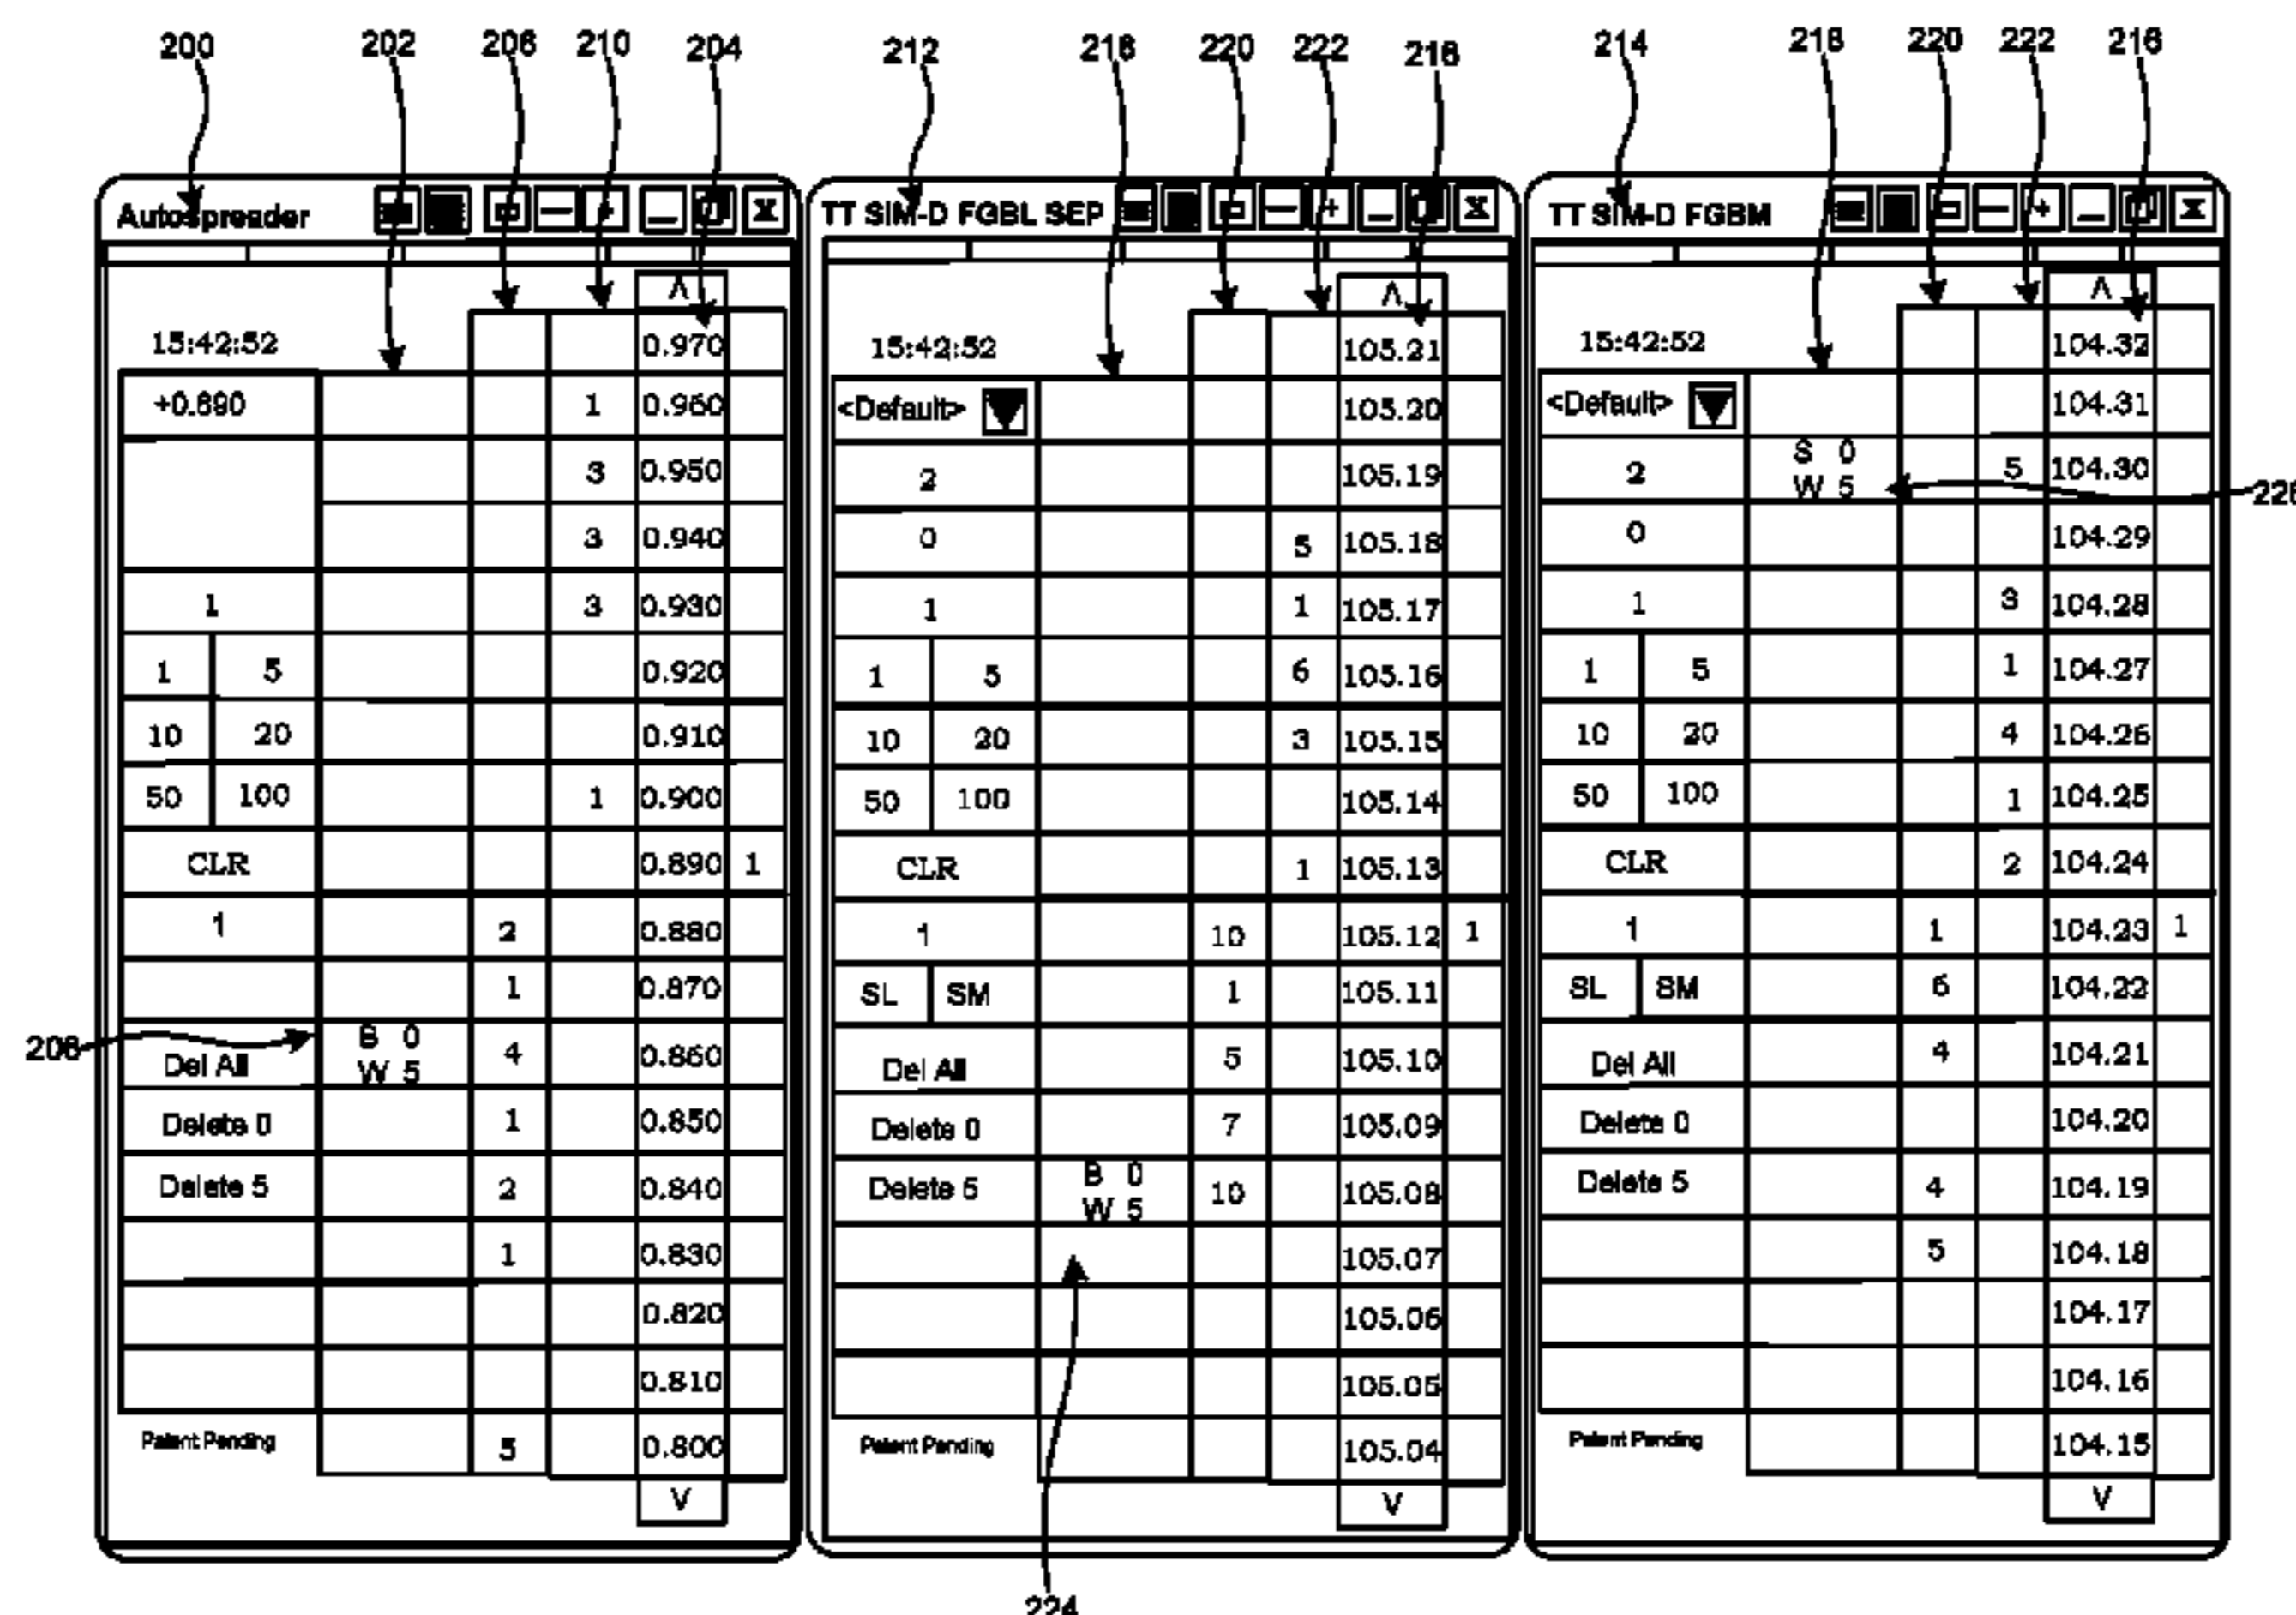 200 202 206 210 204 212 218 220 222 216 214 218 220 222 216
Autospreader
15:42:52 0.970
+0.890 1 0.960
3 0.950
3 0.940
1 3 0.930
1 5 0.920
10 20 0.910
50 100 1 0.900
CLR 0.890 1
1 2 0.880
1 0.870
208 Del All B 0 W 5 4 0.860
Delete 0 1 0.850
Delete 5 2 0.840
1 0.830
0.820
0.810
Patent Pending 5 0.800
V
TT SIM-D FGBL SEP
15:42:52 105.21
<Default> 105.20
2 105.19
0 5 105.18
1 1 105.17
1 5 6 105.16
10 20 3 105.15
50 100 105.14
CLR 1 105.13
1 10 105.12 1
SL SM 1 105.11
Del All 5 105.10
Delete 0 7 105.09
Delete 5 B 0 W 5 10 105.08
105.07
105.06
105.05
Patent Pending 105.04
V
224
TT SIM-D FGBM
15:42:52 104.32
<Default> 104.31
2 S 0 W 5 5 104.30
0 104.29
1 3 104.28
1 5 1 104.27
10 20 4 104.26
50 100 1 104.25
CLR 2 104.24
1 1 104.23 1
SL SM 6 104.22
Del All 4 104.21
Delete 0 104.20
Delete 5 4 104.19
5 104.18
104.17
104.16
Patent Pending 104.15
V